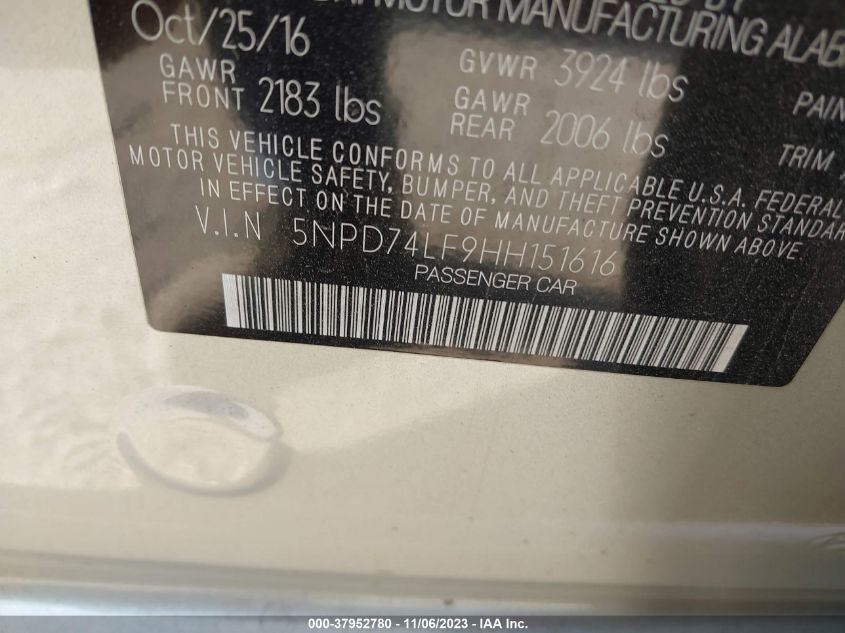 MOTOR MANUFACTURING
Oct/25/16
GVWR 3924 lbs
GAWR FRONT 2183 lbs
GAWR REAR 2006 lbs
PAIN
TRIM
THIS VEHICLE CONFORMS TO ALL APPLICABLE U.S.A. FEDERAL
MOTOR VEHICLE SAFETY, BUMPER, AND THEFT PREVENTION STANDAR
IN EFFECT ON THE DATE OF MANUFACTURE SHOWN ABOVE.
V.I.N 5NPD74LF9HH151616
PASSENGER CAR
000-37952780 - 11/06/2023 - IAA Inc.